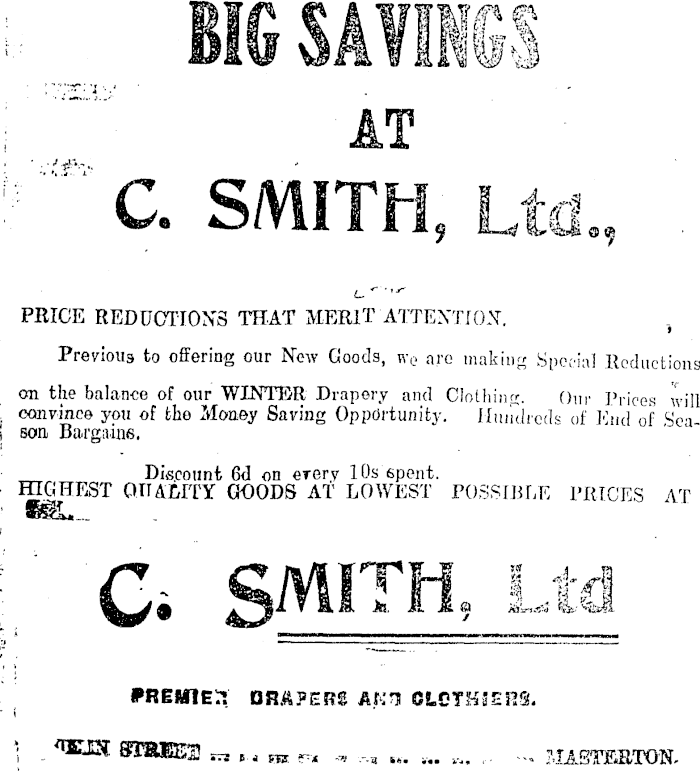 BIG SAVINGS
AT
C. SMITH, Ltd.,
PRICE REDUCTIONS THAT MERIT ATTENTION.
Previous to offering our New Goods, we are making Special Reductions
on the balance of our WINTER Drapery and Clothing. Our Prices will
convince you of the Money Saving Opportunity. Hundreds of End of Sea-
son Bargains.
Discount 6d on every 10s spent.
HIGHEST QUALITY GOODS AT LOWEST POSSIBLE PRICES AT
C. SMITH, Ltd
PREMIER DRAPERS AND CLOTHIERS.
STREET MASTERTON.